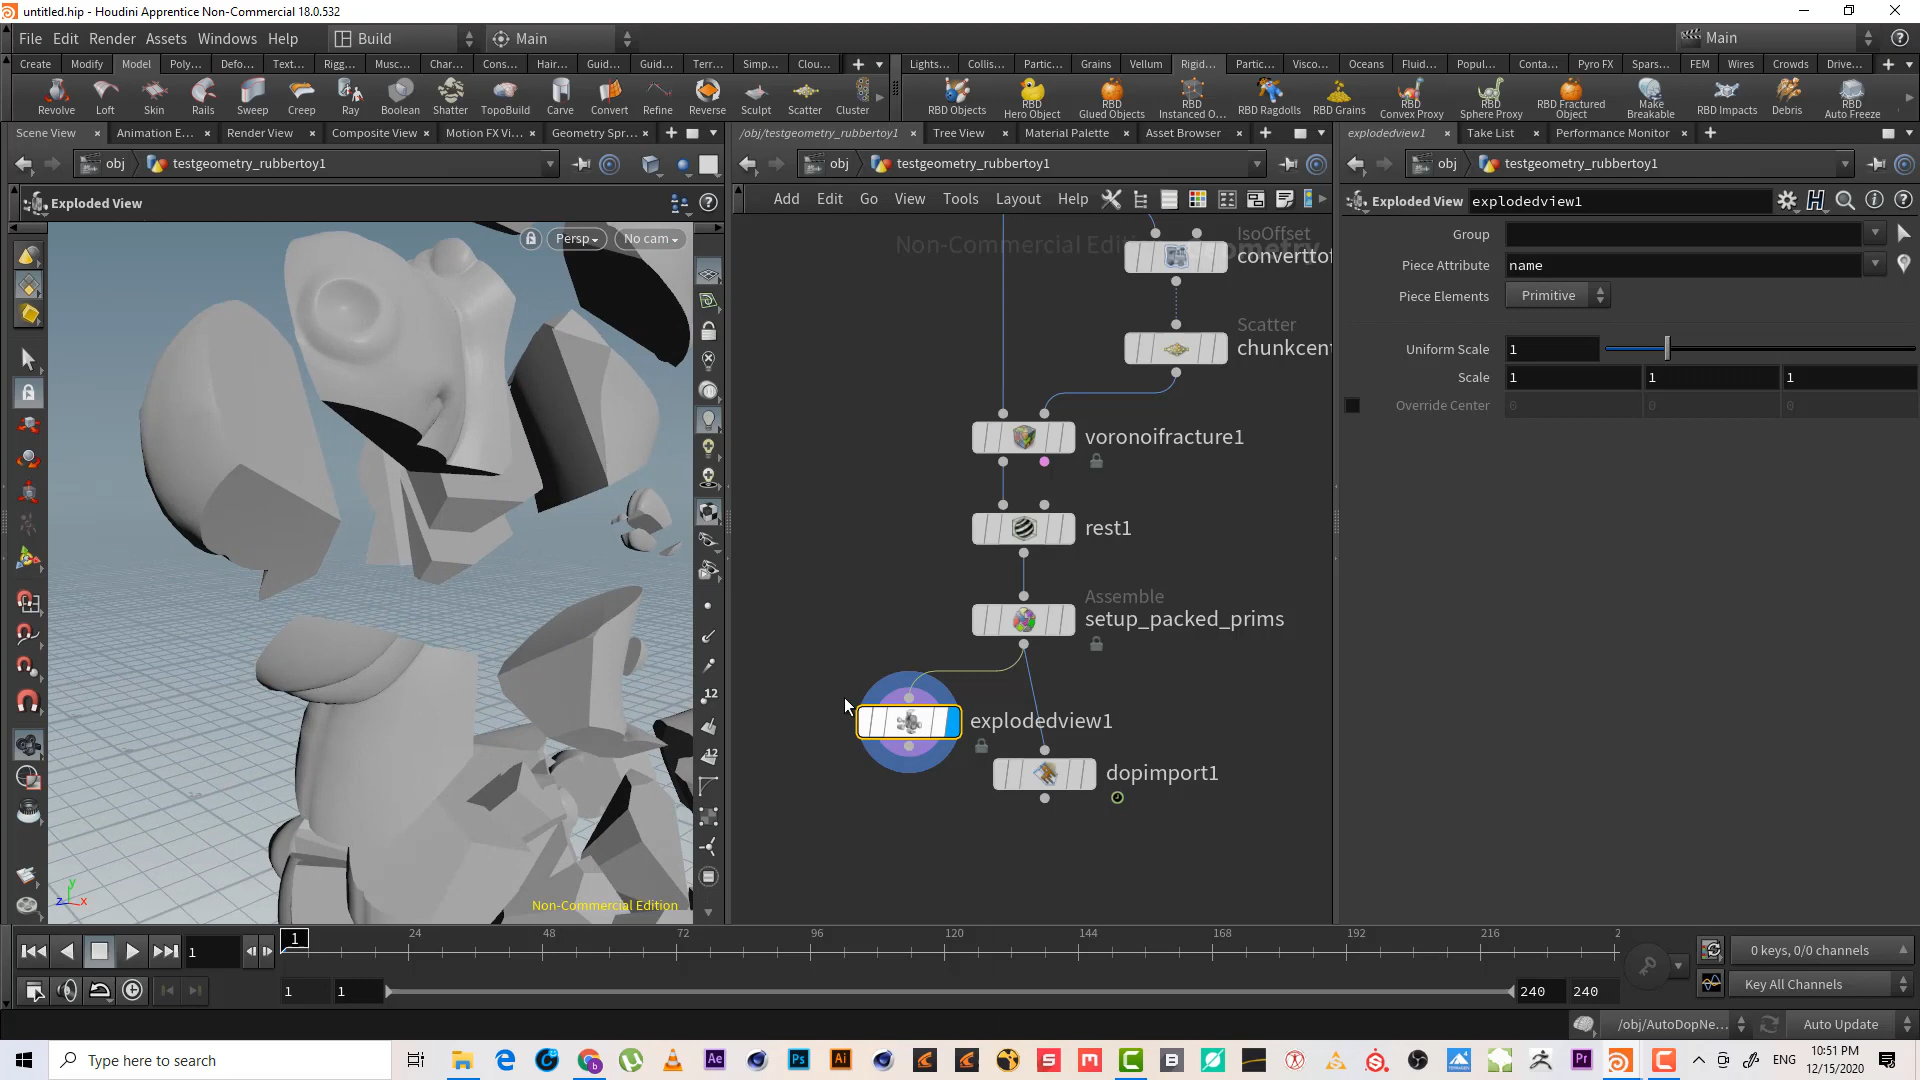 untitled.hip - Houdini Apprentice Non-Commercial 18.0.532
File Edit Render Assets Windows Help Build Main Main
Create Modify Model Poly... Defo... Text... Rigg... Musc... Char... Cons... Hair... Guid... Guid... Terr... Simp... Clou...
Lights... Collis... Partic... Grains Vellum Rigid... Partic... Visco... Oceans Fluid... Popul... Conta... Pyro FX Spars... FEM Wires Crowds Drive...
Revolve Loft Skin Rails Sweep Creep Ray Boolean Shatter TopoBuild Carve Convert Refine Reverse Sculpt Scatter Cluster
RBD Objects RBD Hero Object RBD Glued Objects RBD Instanced O... RBD Ragdolls RBD Grains RBD Convex Proxy RBD Sphere Proxy RBD Fractured Object Make Breakable RBD Impacts Debris RBD Auto Freeze
Scene View Animation E... Render View Composite View Motion FX Vi... Geometry Spr...
/obj/testgeometry_rubbertoy1 Tree View Material Palette Asset Browser
explodedview1 Take List Performance Monitor
obj testgeometry_rubbertoy1
obj testgeometry_rubbertoy1
obj testgeometry_rubbertoy1
Exploded View
Persp No cam
Non-Commercial Edition
Add Edit Go View Tools Layout Help
Non-Commercial Editi
ometry
IsoOffset
converttof
Scatter
chunkcent
voronoifracture1
rest1
Assemble
setup_packed_prims
explodedview1
dopimport1
Exploded View explodedview1
Group
Piece Attribute name
Piece Elements Primitive
Uniform Scale 1
Scale 1 1 1
Override Center 0 0 0
12
12
y
z x
1 1 24 48 72 96 120 144 168 192 216 2
0 keys, 0/0 channels
1 1 240 240
Key All Channels
/obj/AutoDopNe... Auto Update
Type here to search
ENG
10:51 PM
12/15/2020